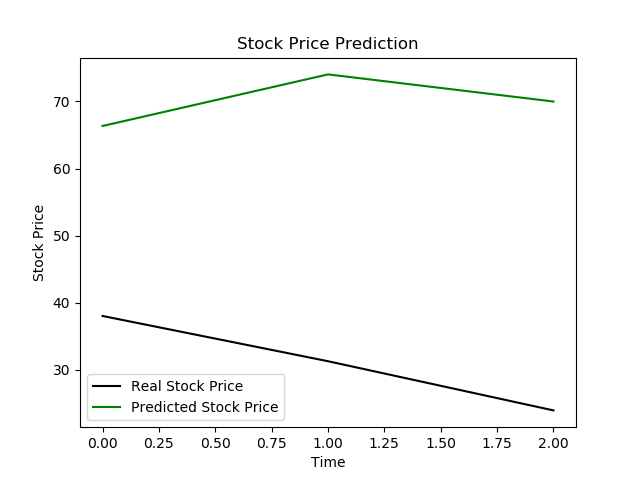 Stock Price Prediction
Stock Price
70
60
50
40
30
Real Stock Price
Predicted Stock Price
0.00 0.25 0.50 0.75 1.00 1.25 1.50 1.75 2.00
Time